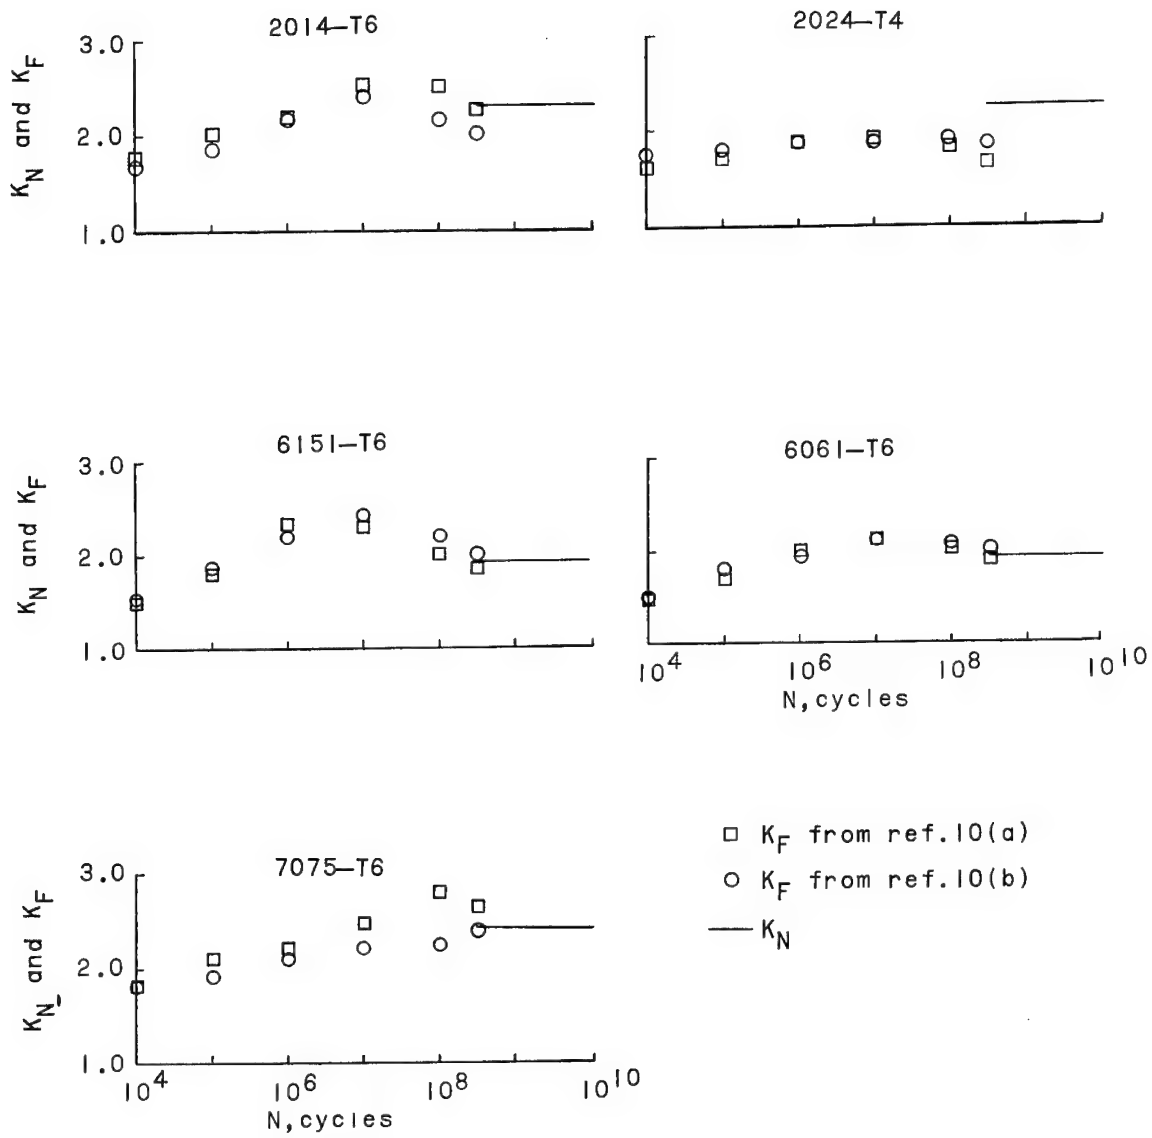 2014–T6
2024–T4
3.0
2.0
1.0
K_N and K_F
6151–T6
6061–T6
3.0
2.0
1.0
K_N and K_F
10^4 10^6 10^8 10^10
N, cycles
7075–T6
3.0
2.0
1.0
K_N and K_F
10^4 10^6 10^8 10^10
N, cycles
K_F from ref. 10(a)
K_F from ref. 10(b)
K_N